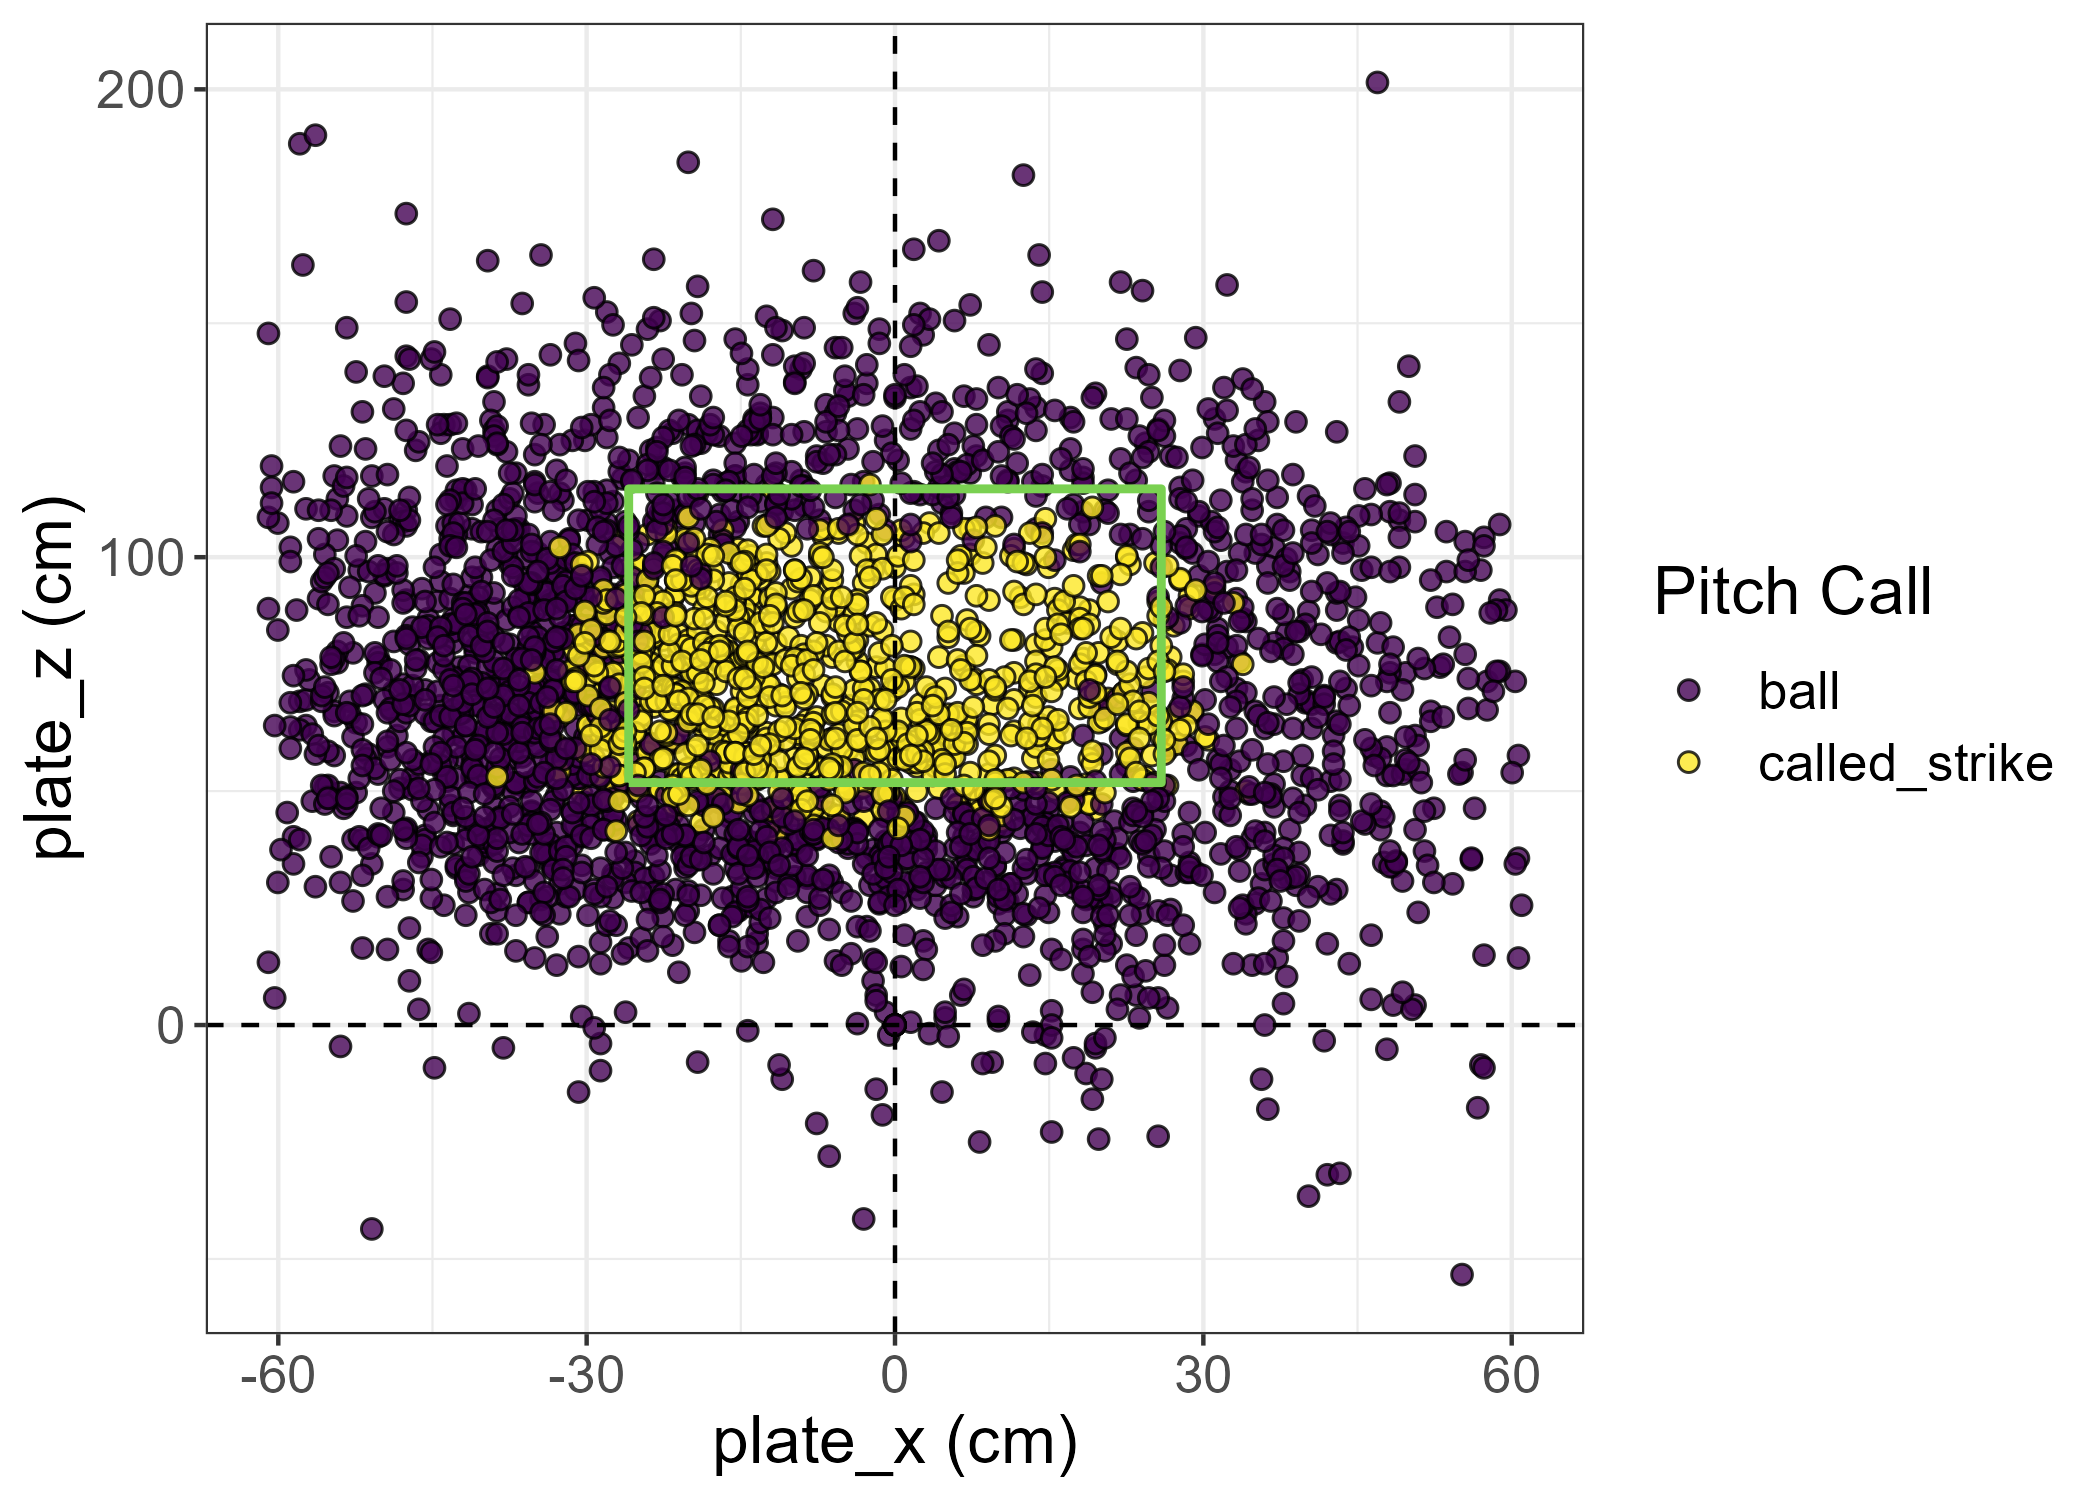 200
100
0
plate_z (cm)
-60 -30 0 30 60
plate_x (cm)
Pitch Call
ball
called_strike